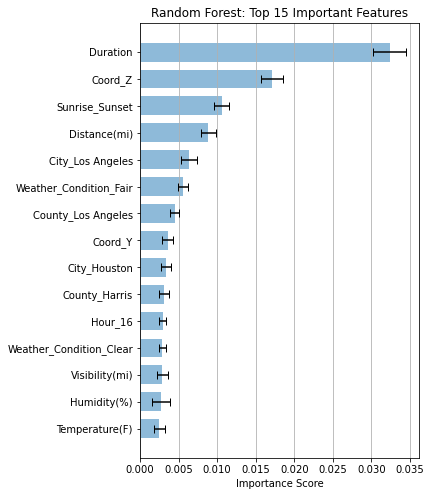 Random Forest: Top 15 Important Features
Duration
Coord_Z
Sunrise_Sunset
Distance(mi)
City_Los Angeles
Weather_Condition_Fair
County_Los Angeles
Coord_Y
City_Houston
County_Harris
Hour_16
Weather_Condition_Clear
Visibility(mi)
Humidity(%)
Temperature(F)
0.000 0.005 0.010 0.015 0.020 0.025 0.030 0.035
Importance Score